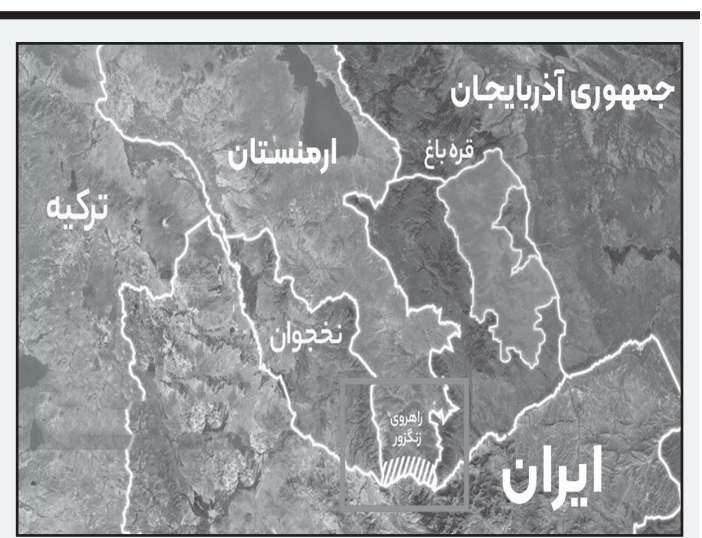 جمهوری آذربایجان
قره باغ
ارمنستان
ترکیه
نخجوان
راهروی
زنگزور
ایران